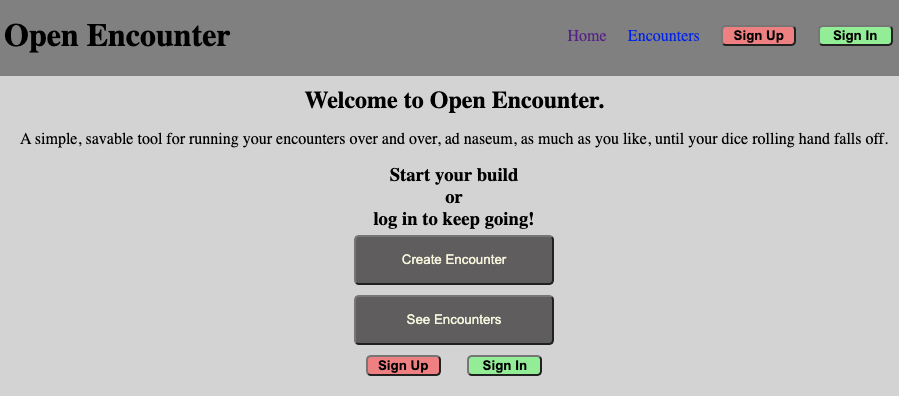 Open Encounter
Home Encounters Sign Up Sign In
Welcome to Open Encounter.
A simple, savable tool for running your encounters over and over, ad naseum, as much as you like, until your dice rolling hand falls off.
Start your build
or
log in to keep going!
Create Encounter
See Encounters
Sign Up Sign In